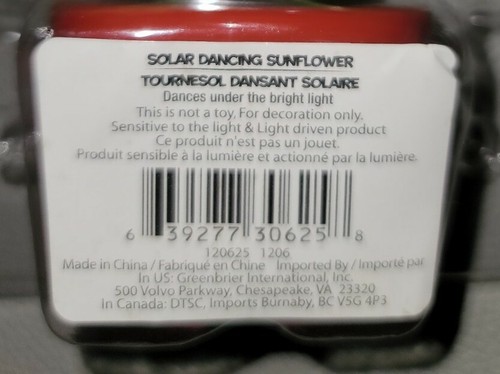 SOLAR DANCING SUNFLOWER
TOURNESOL DANSANT SOLAIRE
Dances under the bright light
This is not a toy, For decoration only.
Sensitive to the light & Light driven product
Ce produit n'est pas un jouet.
Produit sensible à la lumière et actionné par la lumière.
6 39277 30625 8
120625 1206
Made in China / Fabriqué en Chine Imported By / Importé par
In US: Greenbrier International, Inc.
500 Volvo Parkway, Chesapeake, VA 23320
In Canada: DTSC, Imports Burnaby, BC V5G 4P3